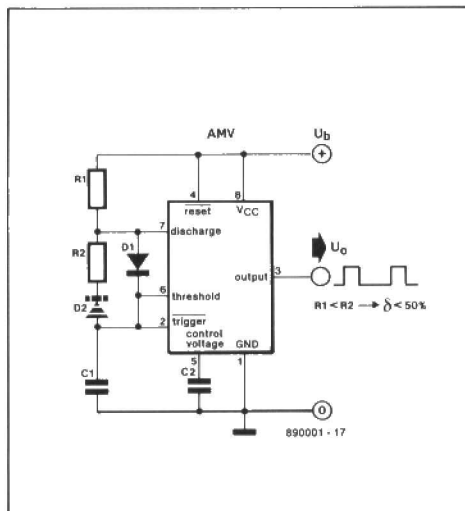 AMV
Ub
+
R1
4
8
reset
VCC
7
discharge
R2
D1
Uo
output
3
6
threshold
R1 < R2 → δ < 50%
D2
2
trigger
control
voltage
GND
C1
5
1
C2
0
890001 - 17